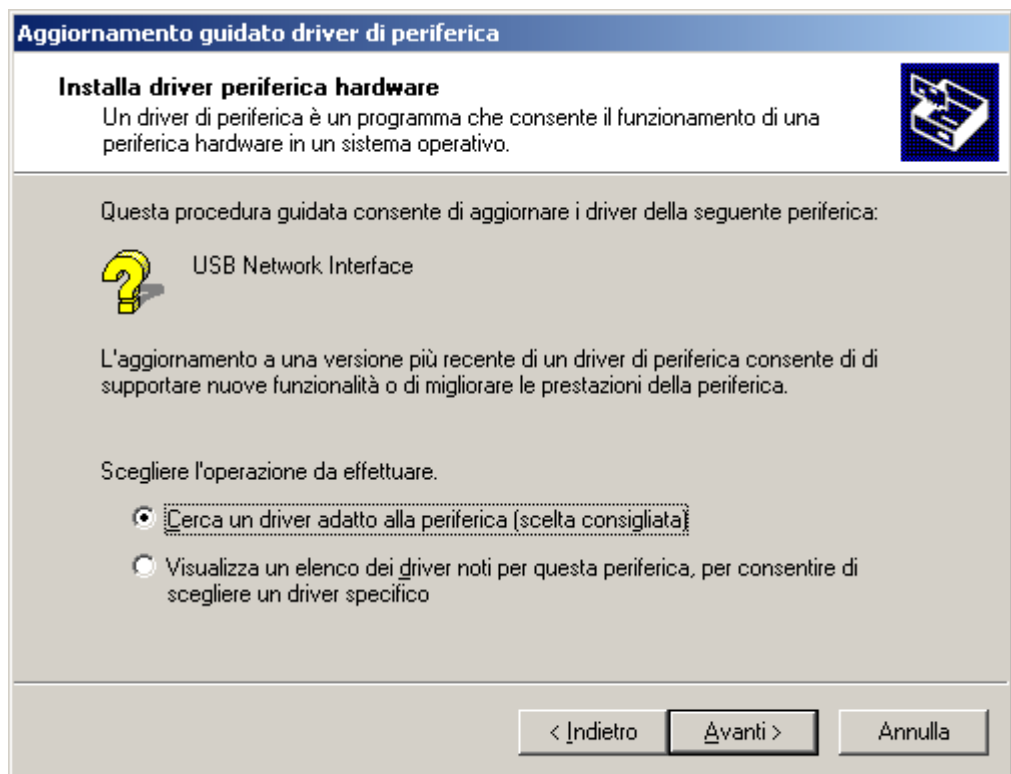 Aggiornamento guidato driver di periferica
Installa driver periferica hardware
Un driver di periferica è un programma che consente il funzionamento di una
periferica hardware in un sistema operativo.
Questa procedura guidata consente di aggiornare i driver della seguente periferica:
USB Network Interface
L'aggiornamento a una versione più recente di un driver di periferica consente di di
supportare nuove funzionalità o di migliorare le prestazioni della periferica.
Scegliere l'operazione da effettuare.
Cerca un driver adatto alla periferica (scelta consigliata)
Visualizza un elenco dei driver noti per questa periferica, per consentire di
scegliere un driver specifico
< Indietro
Avanti >
Annulla